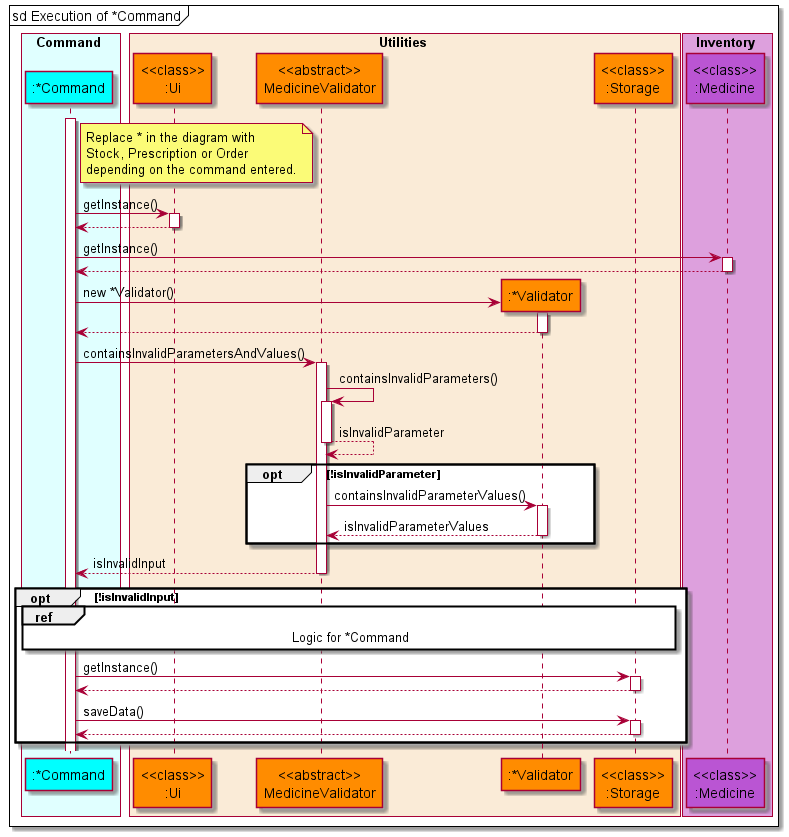 sd Execution of *Command
Command
Utilities
Inventory
:*Command
<<class>>
:Ui
<<abstract>>
MedicineValidator
<<class>>
:Storage
<<class>>
:Medicine
Replace * in the diagram with
Stock, Prescription or Order
depending on the command entered.
getInstance()
getInstance()
new *Validator()
:*Validator
containsInvalidParametersAndValues()
containsInvalidParameters()
isInvalidParameter
opt
[!isInvalidParameter]
containsInvalidParameterValues()
isInvalidParameterValues
isInvalidInput
opt
[!isInvalidInput]
ref
Logic for *Command
getInstance()
saveData()
:*Command
<<class>>
:Ui
<<abstract>>
MedicineValidator
:*Validator
<<class>>
:Storage
<<class>>
:Medicine